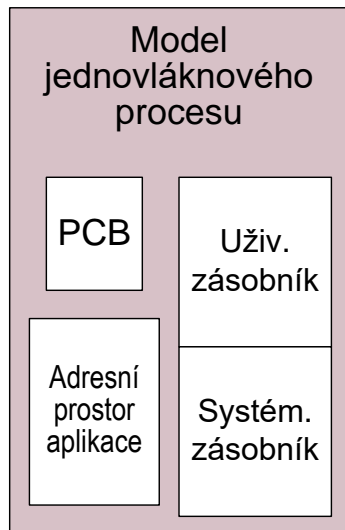 Model
jednovláknového
procesu
PCB
Uživ.
zásobník
Adresní
prostor
aplikace
Systém.
zásobník